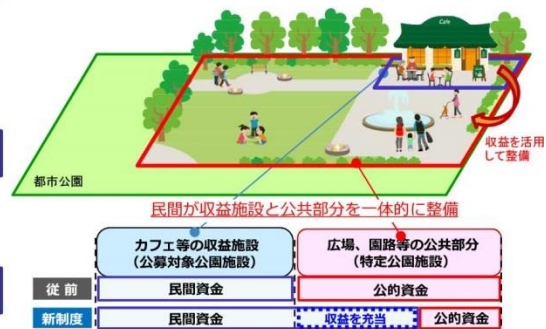 Cafe
収益を活用
して整備
都市公園
民間が収益施設と公共部分を一体的に整備
カフェ等の収益施設
(公募対象公園施設)
広場、園路等の公共部分
(特定公園施設)
従前
民間資金
公的資金
新制度
民間資金
収益を充当
公的資金